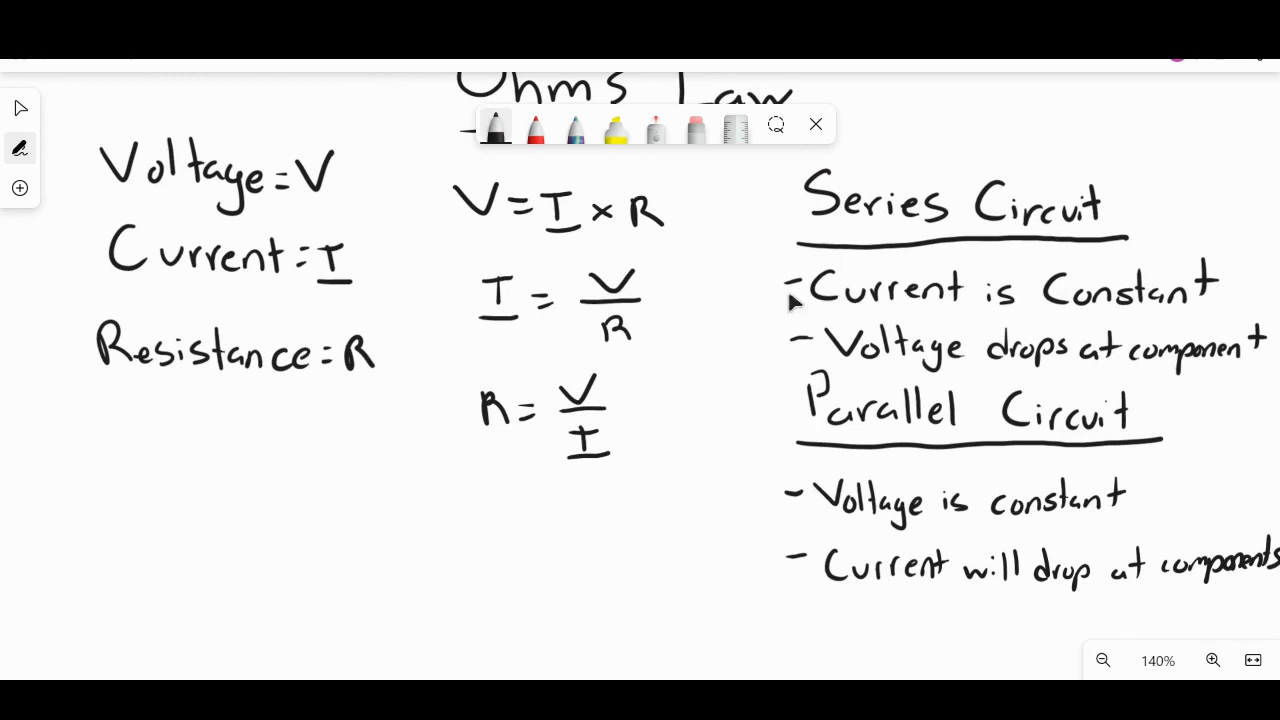 Ohms Law
Voltage = V
Current = I
Resistance = R
V = I × R
I = V/R
R = V/I
Series Circuit
- Current is Constant
- Voltage drops at component
Parallel Circuit
- Voltage is constant
- Current will drop at components
140%